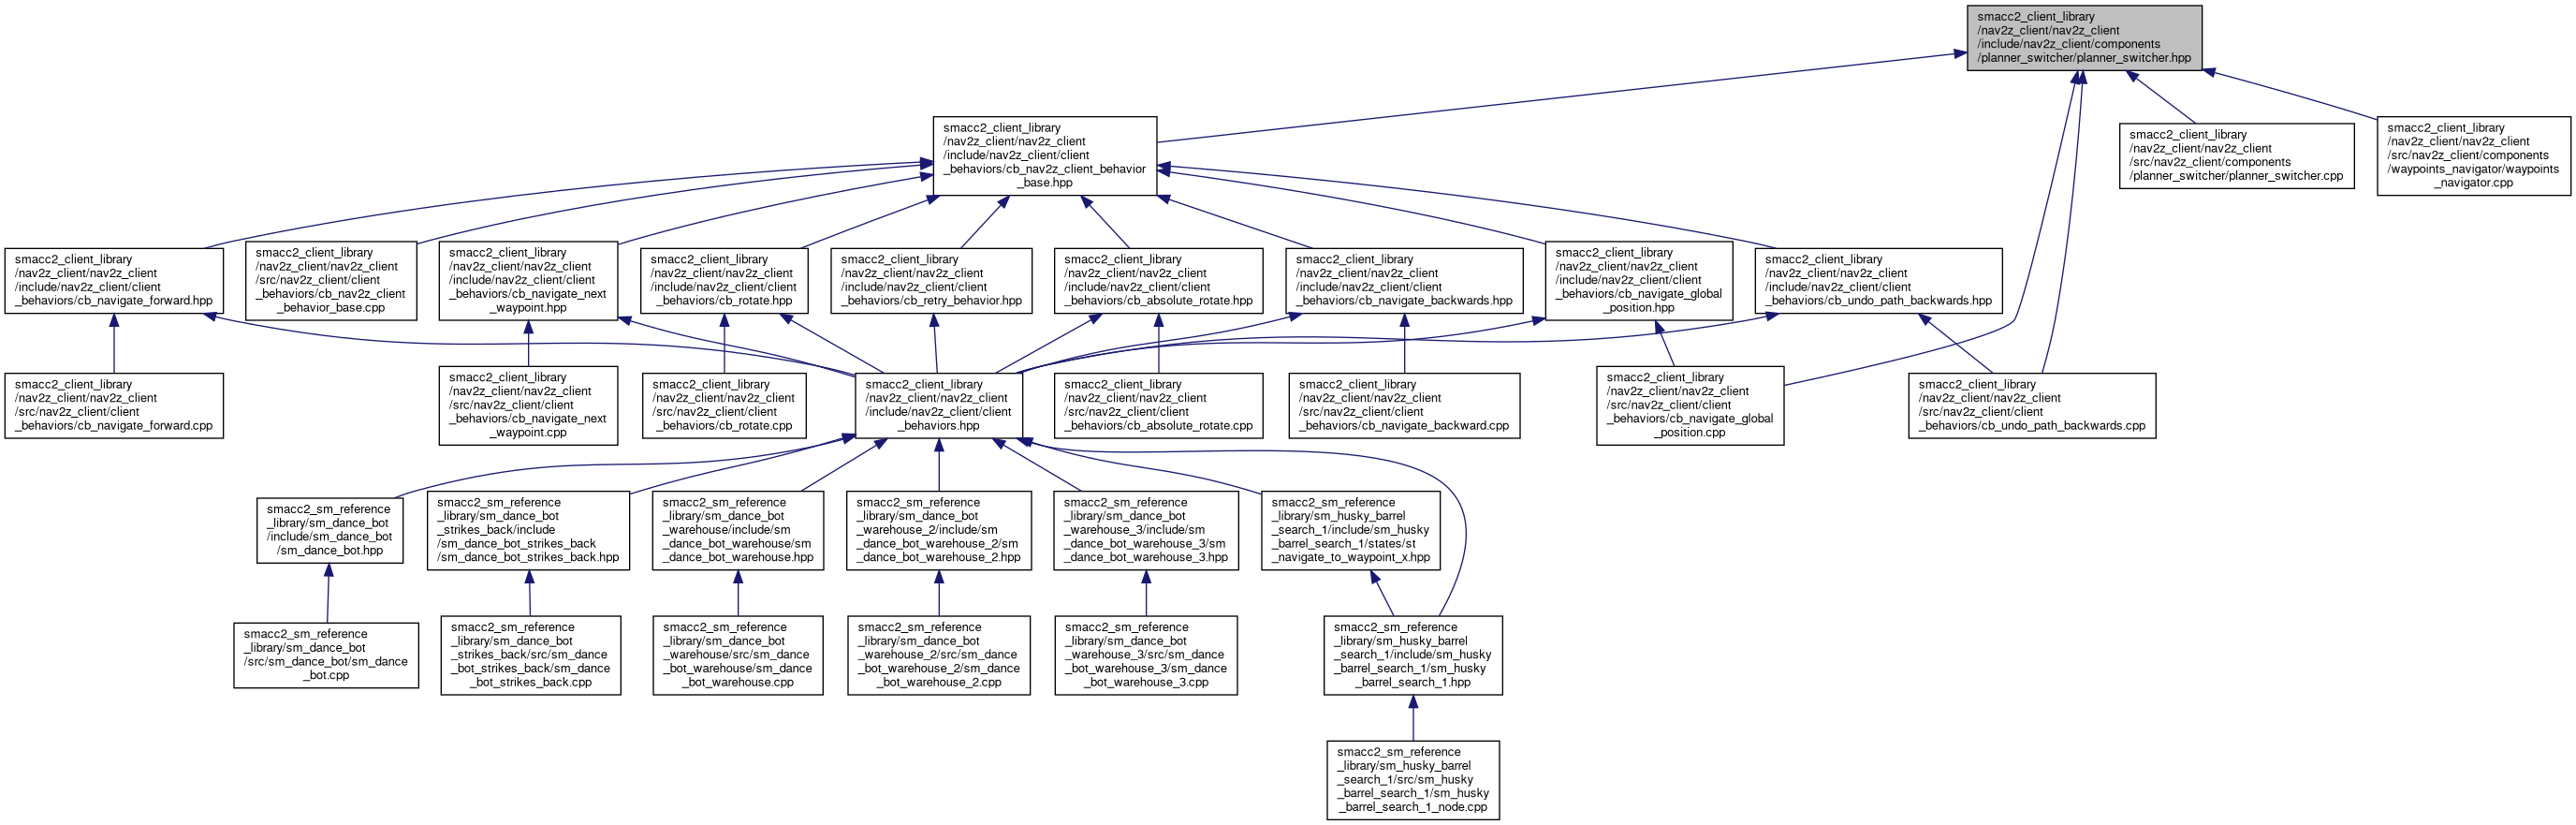 smacc2_client_library
/nav2z_client/nav2z_client
/include/nav2z_client/components
/planner_switcher/planner_switcher.hpp
smacc2_client_library
/nav2z_client/nav2z_client
/include/nav2z_client/client
_behaviors/cb_nav2z_client_behavior
_base.hpp
smacc2_client_library
/nav2z_client/nav2z_client
/src/nav2z_client/components
/planner_switcher/planner_switcher.cpp
smacc2_client_library
/nav2z_client/nav2z_client
/src/nav2z_client/components
/waypoints_navigator/waypoints
_navigator.cpp
smacc2_client_library
/nav2z_client/nav2z_client
/include/nav2z_client/client
_behaviors/cb_navigate_forward.hpp
smacc2_client_library
/nav2z_client/nav2z_client
/src/nav2z_client/client
_behaviors/cb_nav2z_client
_behavior_base.cpp
smacc2_client_library
/nav2z_client/nav2z_client
/include/nav2z_client/client
_behaviors/cb_navigate_next
_waypoint.hpp
smacc2_client_library
/nav2z_client/nav2z_client
/include/nav2z_client/client
_behaviors/cb_rotate.hpp
smacc2_client_library
/nav2z_client/nav2z_client
/include/nav2z_client/client
_behaviors/cb_retry_behavior.hpp
smacc2_client_library
/nav2z_client/nav2z_client
/include/nav2z_client/client
_behaviors/cb_absolute_rotate.hpp
smacc2_client_library
/nav2z_client/nav2z_client
/include/nav2z_client/client
_behaviors/cb_navigate_backwards.hpp
smacc2_client_library
/nav2z_client/nav2z_client
/include/nav2z_client/client
_behaviors/cb_navigate_global
_position.hpp
smacc2_client_library
/nav2z_client/nav2z_client
/include/nav2z_client/client
_behaviors/cb_undo_path_backwards.hpp
smacc2_client_library
/nav2z_client/nav2z_client
/src/nav2z_client/client
_behaviors/cb_navigate_forward.cpp
smacc2_client_library
/nav2z_client/nav2z_client
/src/nav2z_client/client
_behaviors/cb_navigate_next
_waypoint.cpp
smacc2_client_library
/nav2z_client/nav2z_client
/src/nav2z_client/client
_behaviors/cb_rotate.cpp
smacc2_client_library
/nav2z_client/nav2z_client
/include/nav2z_client/client
_behaviors.hpp
smacc2_client_library
/nav2z_client/nav2z_client
/src/nav2z_client/client
_behaviors/cb_absolute_rotate.cpp
smacc2_client_library
/nav2z_client/nav2z_client
/src/nav2z_client/client
_behaviors/cb_navigate_backward.cpp
smacc2_client_library
/nav2z_client/nav2z_client
/src/nav2z_client/client
_behaviors/cb_navigate_global
_position.cpp
smacc2_client_library
/nav2z_client/nav2z_client
/src/nav2z_client/client
_behaviors/cb_undo_path_backwards.cpp
smacc2_sm_reference
_library/sm_dance_bot
/include/sm_dance_bot
/sm_dance_bot.hpp
smacc2_sm_reference
_library/sm_dance_bot
_strikes_back/include
/sm_dance_bot_strikes_back
/sm_dance_bot_strikes_back.hpp
smacc2_sm_reference
_library/sm_dance_bot
_warehouse/include/sm
_dance_bot_warehouse/sm
_dance_bot_warehouse.hpp
smacc2_sm_reference
_library/sm_dance_bot
_warehouse_2/include/sm
_dance_bot_warehouse_2/sm
_dance_bot_warehouse_2.hpp
smacc2_sm_reference
_library/sm_dance_bot
_warehouse_3/include/sm
_dance_bot_warehouse_3/sm
_dance_bot_warehouse_3.hpp
smacc2_sm_reference
_library/sm_husky_barrel
_search_1/include/sm_husky
_barrel_search_1/states/st
_navigate_to_waypoint_x.hpp
smacc2_sm_reference
_library/sm_dance_bot
/src/sm_dance_bot/sm_dance
_bot.cpp
smacc2_sm_reference
_library/sm_dance_bot
_strikes_back/src/sm_dance
_bot_strikes_back/sm_dance
_bot_strikes_back.cpp
smacc2_sm_reference
_library/sm_dance_bot
_warehouse/src/sm_dance
_bot_warehouse/sm_dance
_bot_warehouse.cpp
smacc2_sm_reference
_library/sm_dance_bot
_warehouse_2/src/sm_dance
_bot_warehouse_2/sm_dance
_bot_warehouse_2.cpp
smacc2_sm_reference
_library/sm_dance_bot
_warehouse_3/src/sm_dance
_bot_warehouse_3/sm_dance
_bot_warehouse_3.cpp
smacc2_sm_reference
_library/sm_husky_barrel
_search_1/include/sm_husky
_barrel_search_1/sm_husky
_barrel_search_1.hpp
smacc2_sm_reference
_library/sm_husky_barrel
_search_1/src/sm_husky
_barrel_search_1/sm_husky
_barrel_search_1_node.cpp